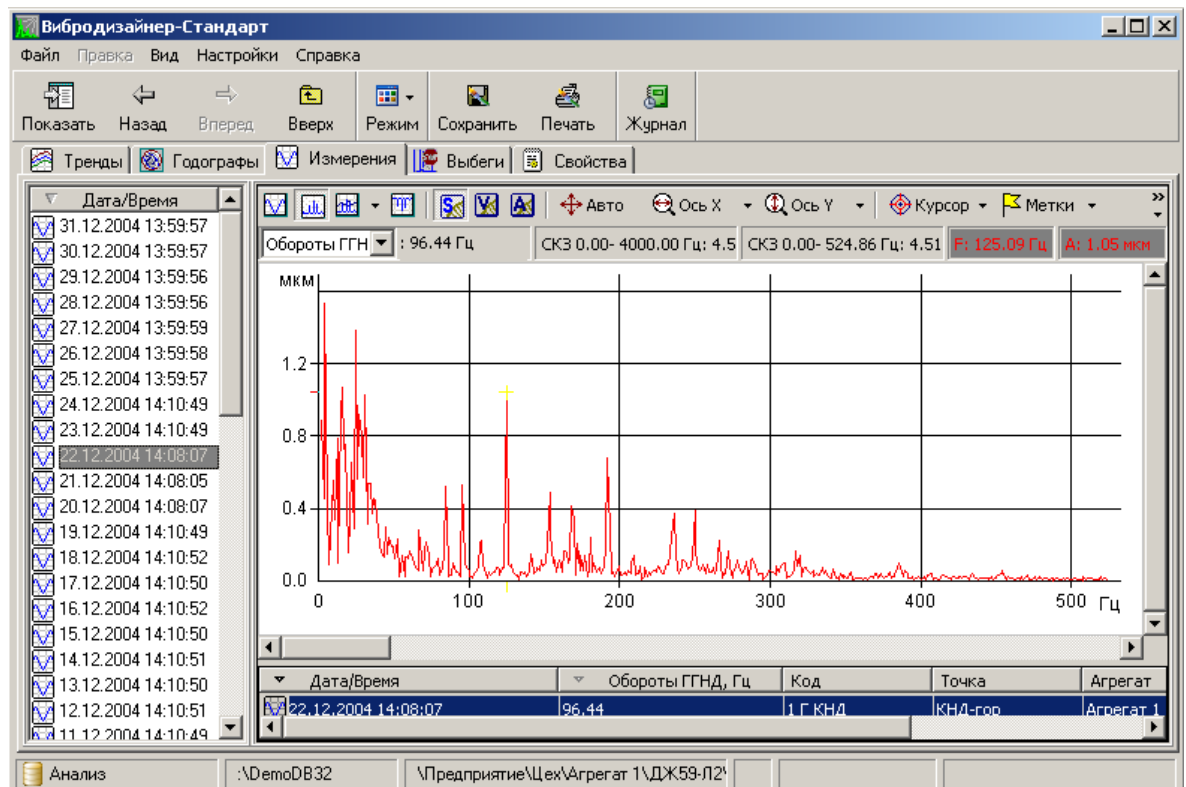 Вибродизайнер-Стандарт
Файл Правка Вид Настройки Справка
Показать Назад Вперед Вверх Режим Сохранить Печать Журнал
Тренды Годографы Измерения Выбеги Свойства
Дата/Время
31.12.2004 13:59:57
30.12.2004 13:59:57
29.12.2004 13:59:56
28.12.2004 13:59:56
27.12.2004 13:59:59
26.12.2004 13:59:58
25.12.2004 13:59:57
24.12.2004 14:10:49
23.12.2004 14:10:49
22.12.2004 14:08:07
21.12.2004 14:08:05
20.12.2004 14:08:07
19.12.2004 14:10:49
18.12.2004 14:10:52
17.12.2004 14:10:50
16.12.2004 14:10:52
15.12.2004 14:10:50
14.12.2004 14:10:51
13.12.2004 14:10:50
12.12.2004 14:10:51
11.12.2004 14:10:49
S V A Авто Ось X Ось Y Курсор Метки »
Обороты ГГН : 96.44 Гц СКЗ 0.00- 4000.00 Гц: 4.5 СКЗ 0.00- 524.86 Гц: 4.51 F: 125.09 Гц A: 1.05 мкм
мкм
1.2
0.8
0.4
0.0
0 100 200 300 400 500 Гц
Дата/Время Обороты ГГНД, Гц Код Точка Агрегат
22.12.2004 14:08:07 96.44 1 Г КНД КНД-гор Агрегат 1
Анализ :\DemoDB32 \Предприятие\Цех\Агрегат 1\ДЖ59-Л2\